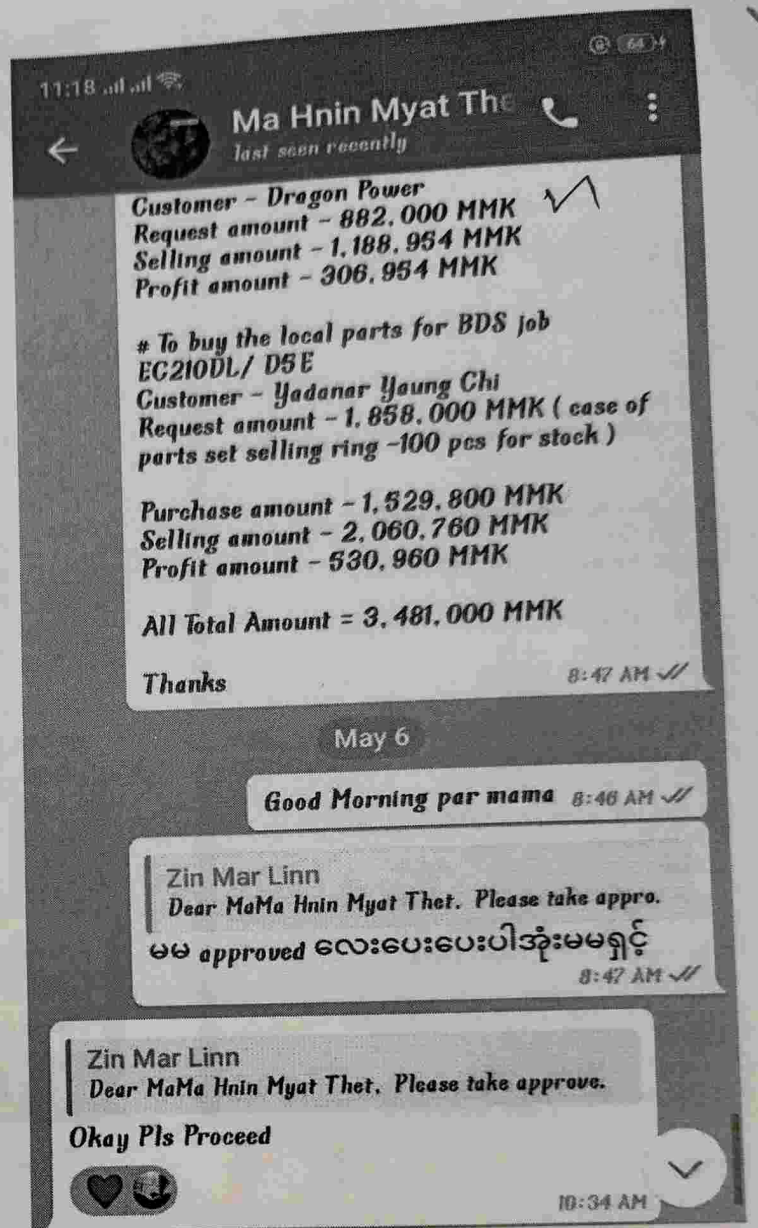 11:18
64
Ma Hnin Myat The
last seen recently
Customer - Dragon Power
Request amount - 882,000 MMK
Selling amount - 1,188,954 MMK
Profit amount - 306,954 MMK
# To buy the local parts for BDS job
EC210DL/ D5E
Customer - Yadanar Yaung Chi
Request amount - 1,858,000 MMK ( case of
parts set selling ring -100 pcs for stock )
Purchase amount - 1,529,800 MMK
Selling amount - 2,060,760 MMK
Profit amount - 530,960 MMK
All Total Amount = 3,481,000 MMK
Thanks
8:47 AM
May 6
Good Morning par mama 8:46 AM
Zin Mar Linn
Dear MaMa Hnin Myat Thet. Please take appro.
မမ approved လေးပေးပေးပါအုံးမမရှင့်
8:47 AM
Zin Mar Linn
Dear MaMa Hnin Myat Thet. Please take approve.
Okay Pls Proceed
10:34 AM